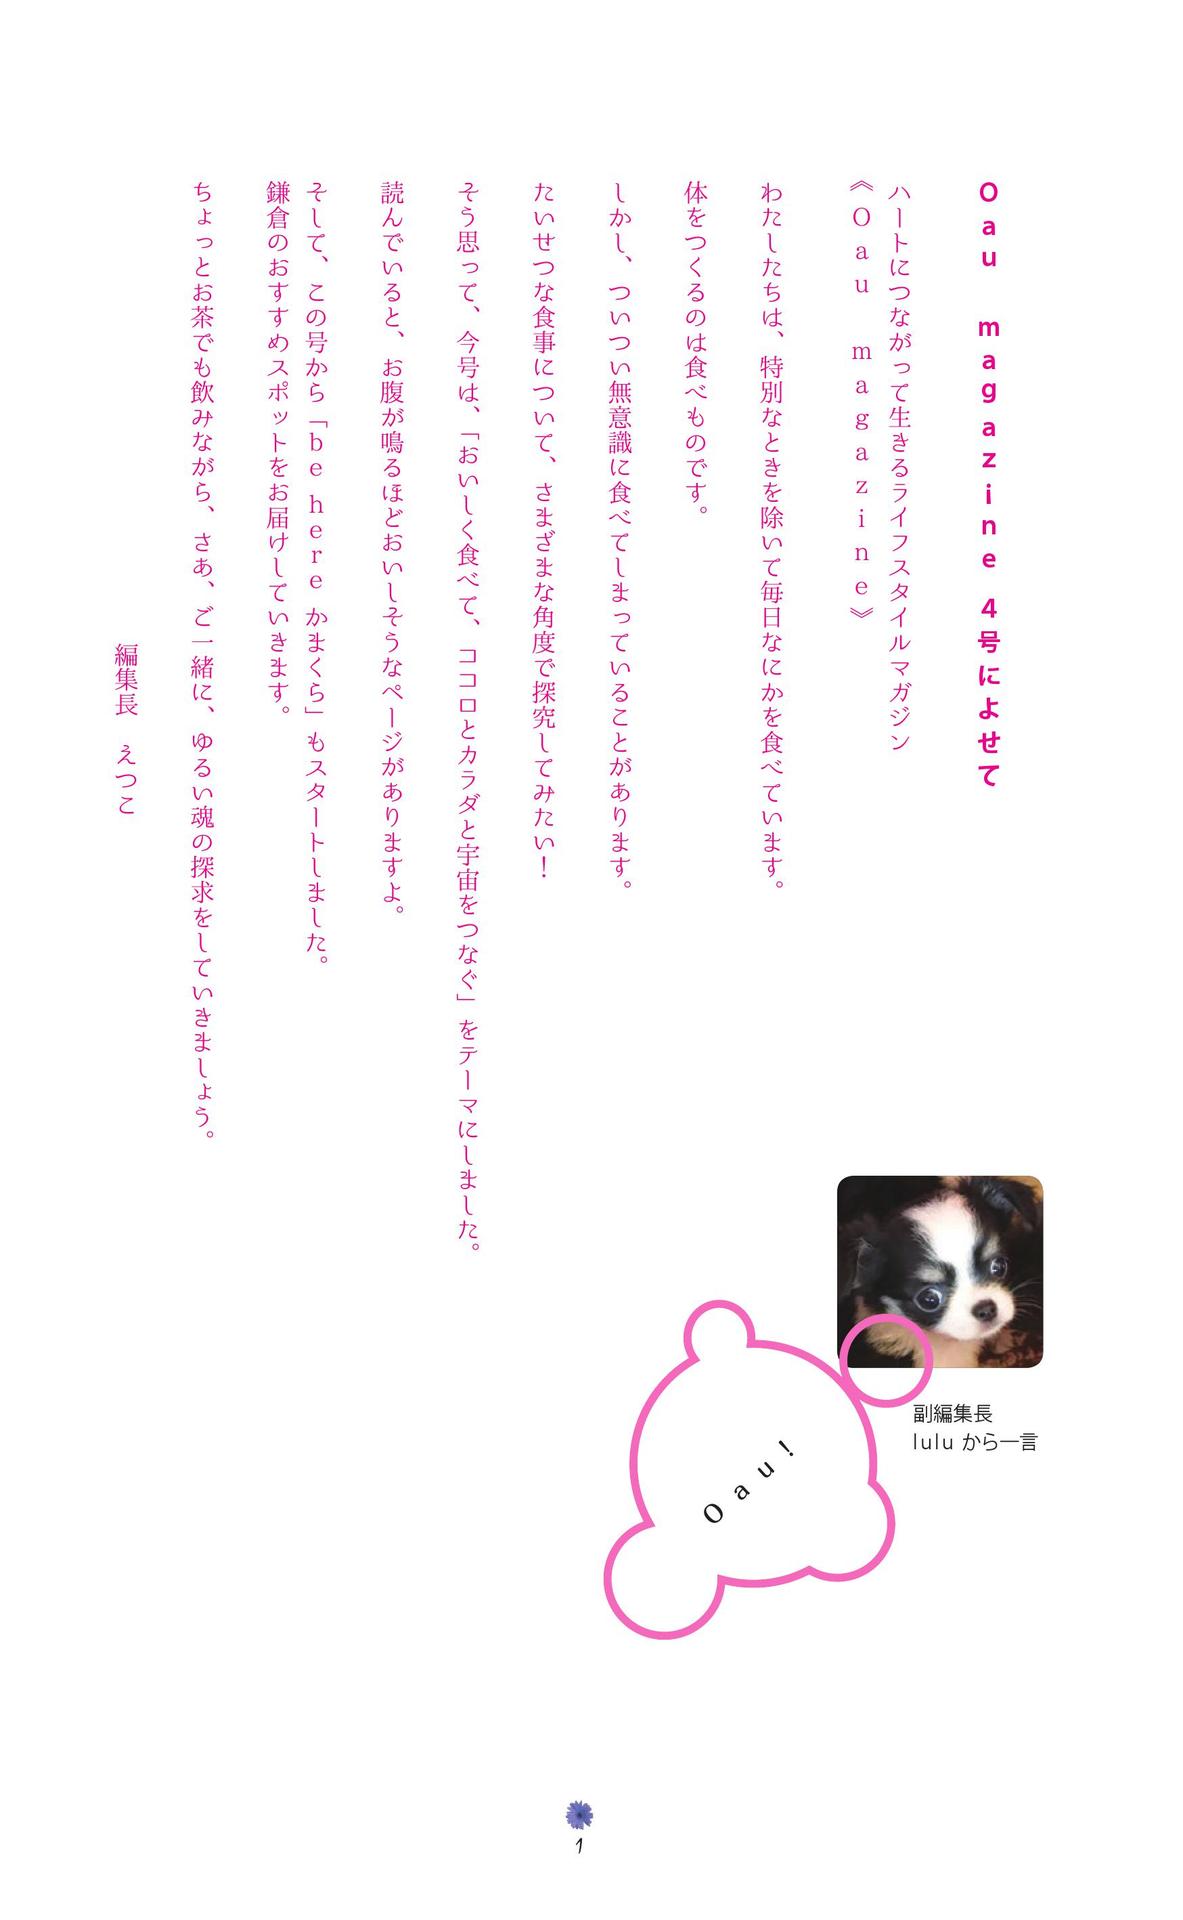 Oau magazine 4号によせて
ハートにつながって生きるライフスタイルマガジン
《Oau magazine》
わたしたちは、特別なときを除いて毎日なにかを食べています。
体をつくるのは食べものです。
しかし、ついつい無意識に食べてしまっていることがあります。
たいせつな食事について、さまざまな角度で探究してみたい！
そう思って、今号は、「おいしく食べて、ココロとカラダと宇宙をつなぐ」をテーマにしました。
読んでいると、お腹が鳴るほどおいしそうなページがありますよ。
そして、この号から「be here かまくら」もスタートしました。
鎌倉のおすすめスポットをお届けしていきます。
ちょっとお茶でも飲みながら、さあ、ご一緒に、ゆるい魂の探求をしていきましょう。
編集長　えつこ
副編集長
lulu から一言
Oau!
1